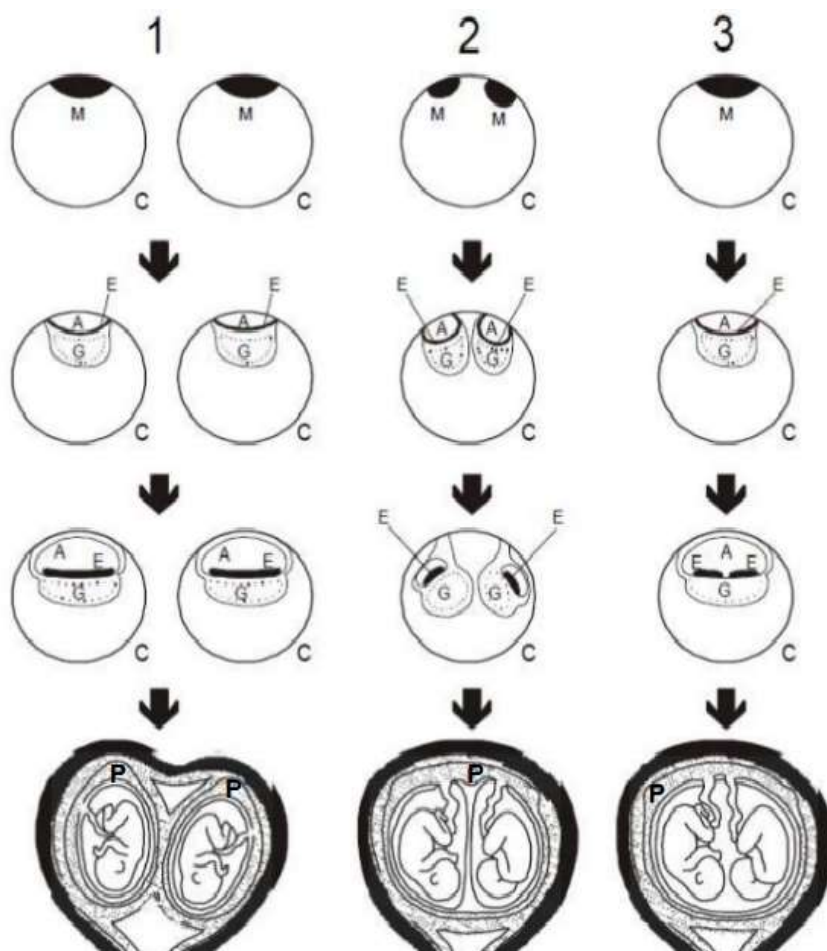 1 2 3
M M M M M
C C C C
E E E E E
A A A A A
G G G G G
C C C C
E E
A E A E E A E
G G G G G
C C C C
P P P P